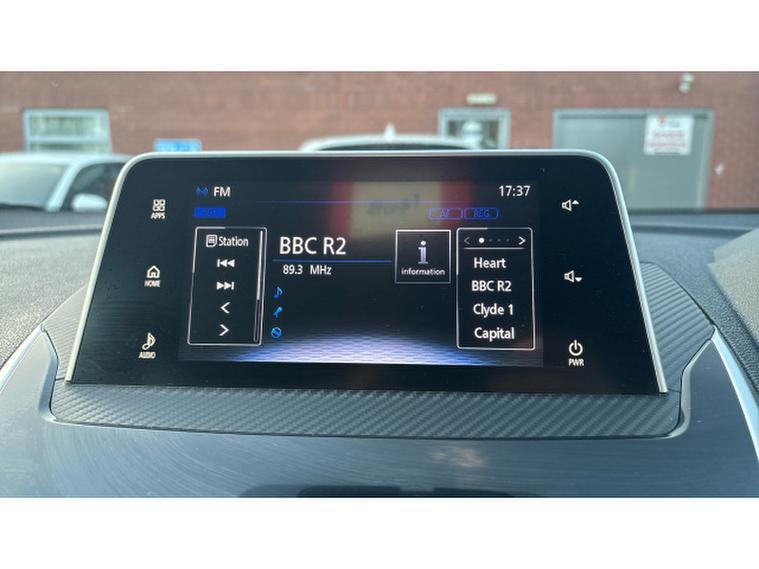 FM
17:37
AF
REG
APPS
Station
BBC R2
89.3 MHz
i
information
Heart
BBC R2
Clyde 1
Capital
HOME
AUDIO
PWR